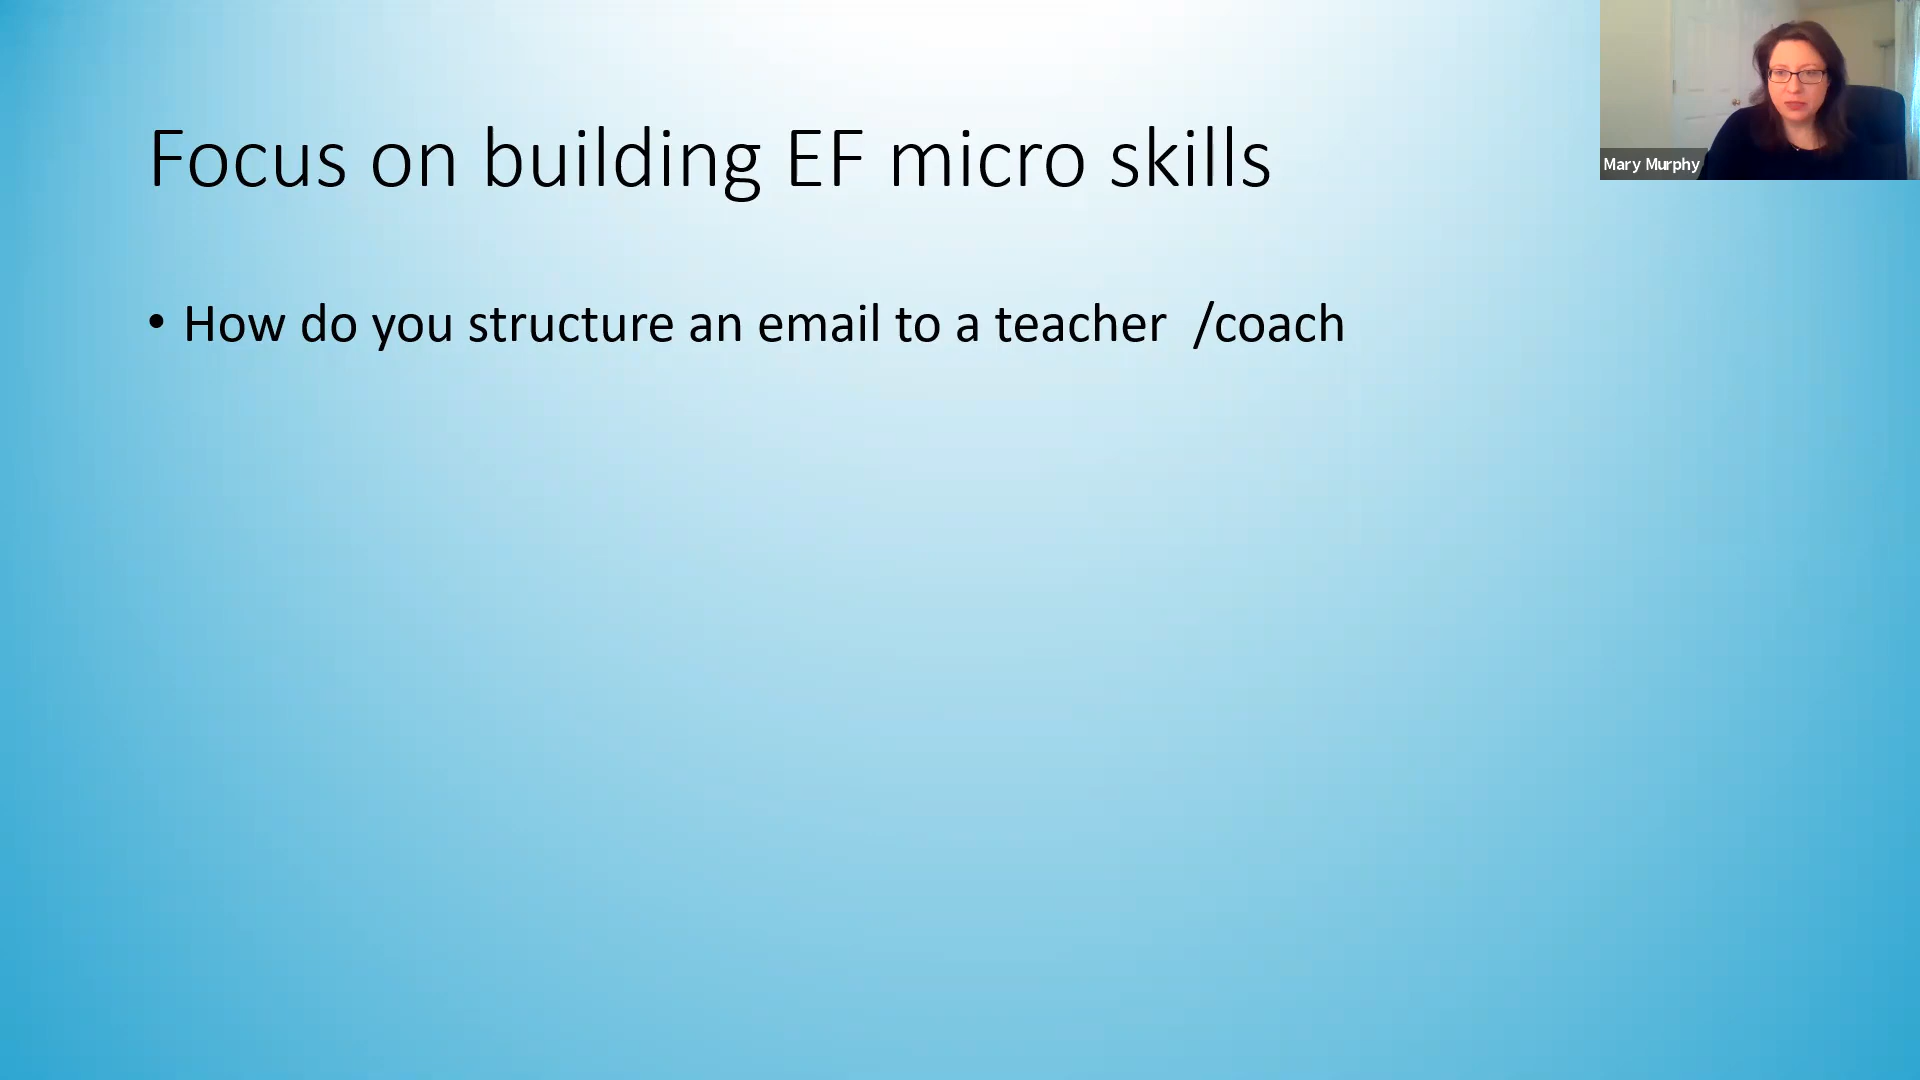 Focus on building EF micro skills
Mary Murphy
• How do you structure an email to a teacher  /coach